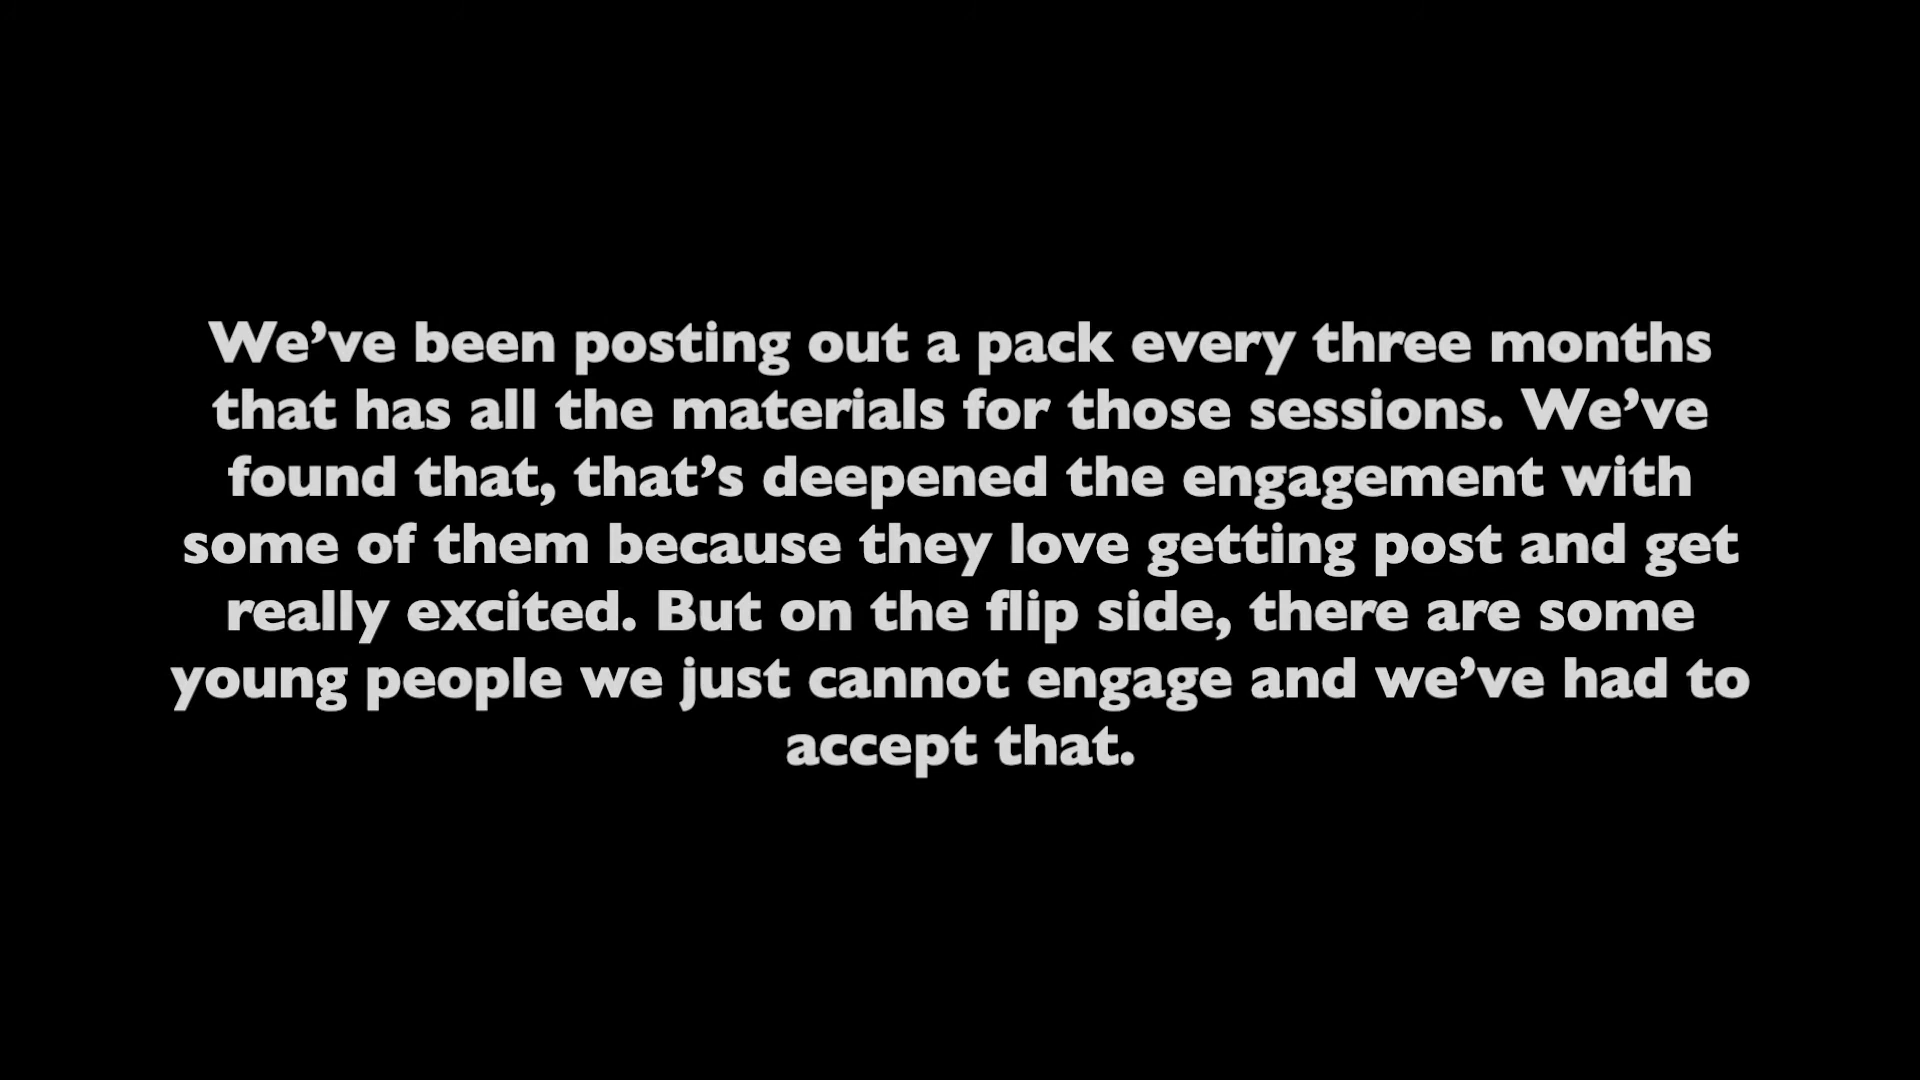 We’ve been posting out a pack every three months
that has all the materials for those sessions. We’ve
found that, that’s deepened the engagement with
some of them because they love getting post and get
really excited. But on the flip side, there are some
young people we just cannot engage and we’ve had to
accept that.